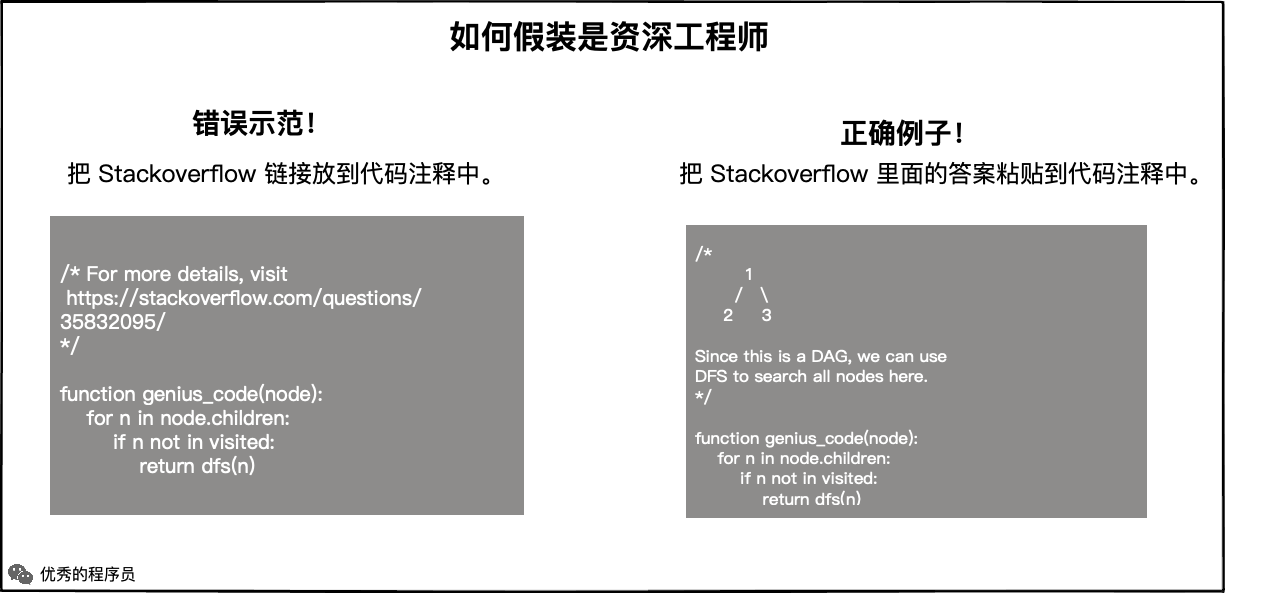 如何假装是资深工程师
错误示范！
把 Stackoverflow 链接放到代码注释中。
/* For more details, visit
https://stackoverflow.com/questions/
35832095/
*/
function genius_code(node):
for n in node.children:
if n not in visited:
return dfs(n)
正确例子！
把 Stackoverflow 里面的答案粘贴到代码注释中。
/*
1
/ \
2 3
Since this is a DAG, we can use
DFS to search all nodes here.
*/
function genius_code(node):
for n in node.children:
if n not in visited:
return dfs(n)
优秀的程序员